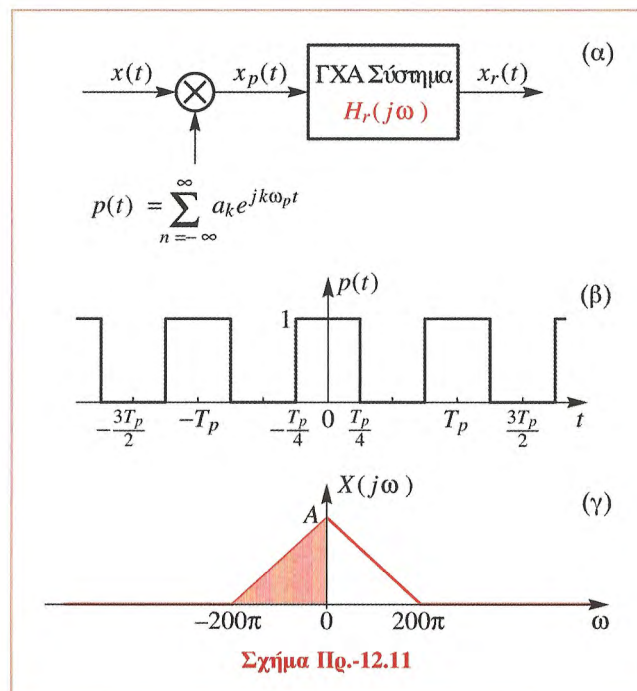 (α)
x(t) x_p(t) ΓΧΑ Σύστημα x_r(t)
H_r(jω)
p(t) = ∑_{n=-∞}^{∞} a_k e^{jkω_p t}
p(t) (β)
1
-3T_p/2 -T_p -T_p/4 0 T_p/4 T_p 3T_p/2 t
X(jω) (γ)
A
-200π 0 200π ω
Σχήμα Πρ.-12.11